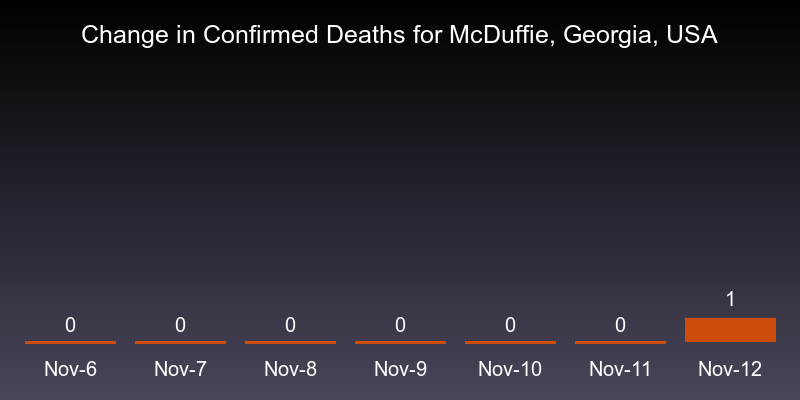 Change in Confirmed Deaths for McDuffie, Georgia, USA
1
0 0 0 0 0 0
Nov-6 Nov-7 Nov-8 Nov-9 Nov-10 Nov-11 Nov-12